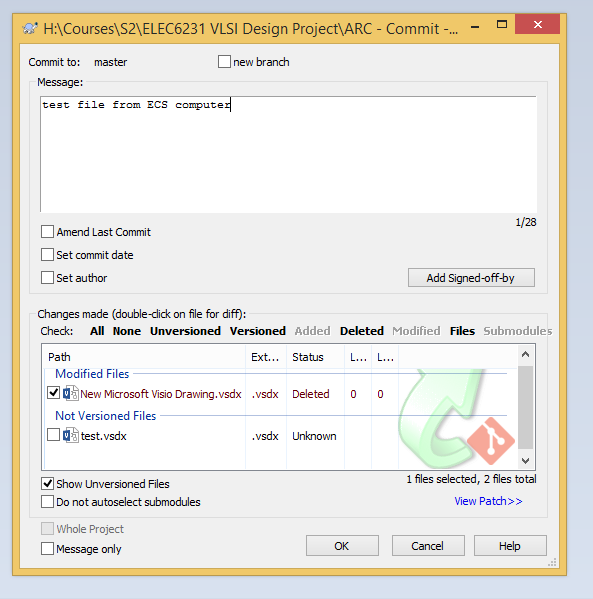 H:\Courses\S2\ELEC6231 VLSI Design Project\ARC - Commit -...
Commit to: master new branch
Message:
test file from ECS computer
1/28
Amend Last Commit
Set commit date
Set author
Add Signed-off-by
Changes made (double-click on file for diff):
Check: All None Unversioned Versioned Added Deleted Modified Files Submodules
Path Ext... Status L... L...
Modified Files
New Microsoft Visio Drawing.vsdx .vsdx Deleted 0 0
Not Versioned Files
test.vsdx .vsdx Unknown
Show Unversioned Files
1 files selected, 2 files total
Do not autoselect submodules
View Patch>>
Whole Project
Message only
OK Cancel Help